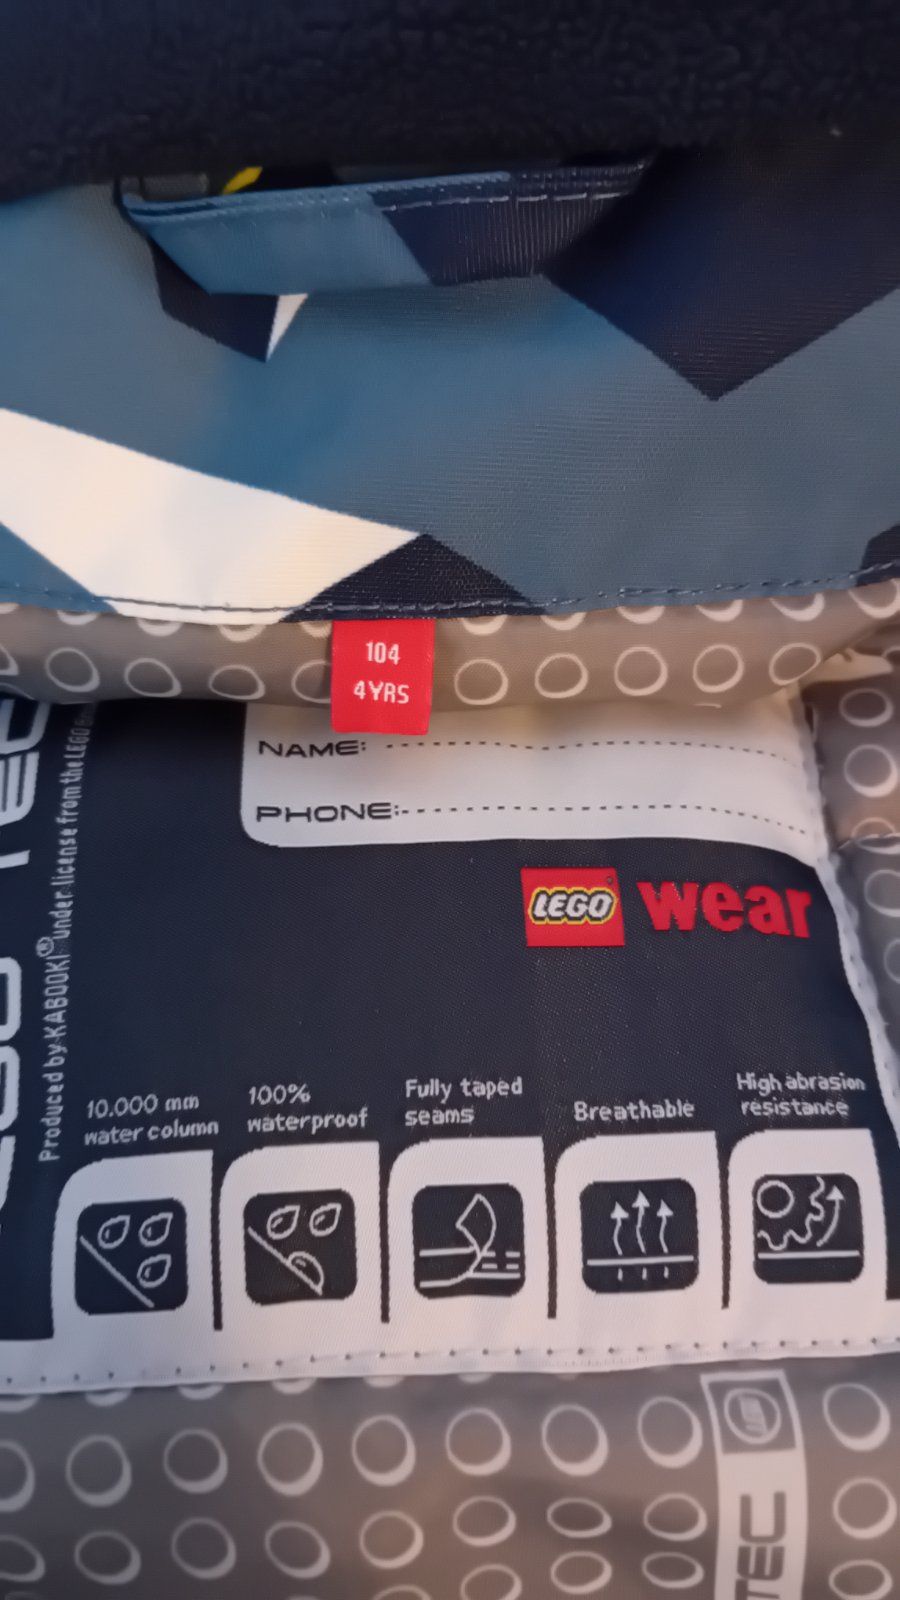 104
4YRS
NAME:
PHONE:
LEGO wear
Produced by KABOOKI® under license from the LEGO
10.000 mm
water column
100%
waterproof
Fully taped
seams
Breathable
High abrasion
resistance
TEC